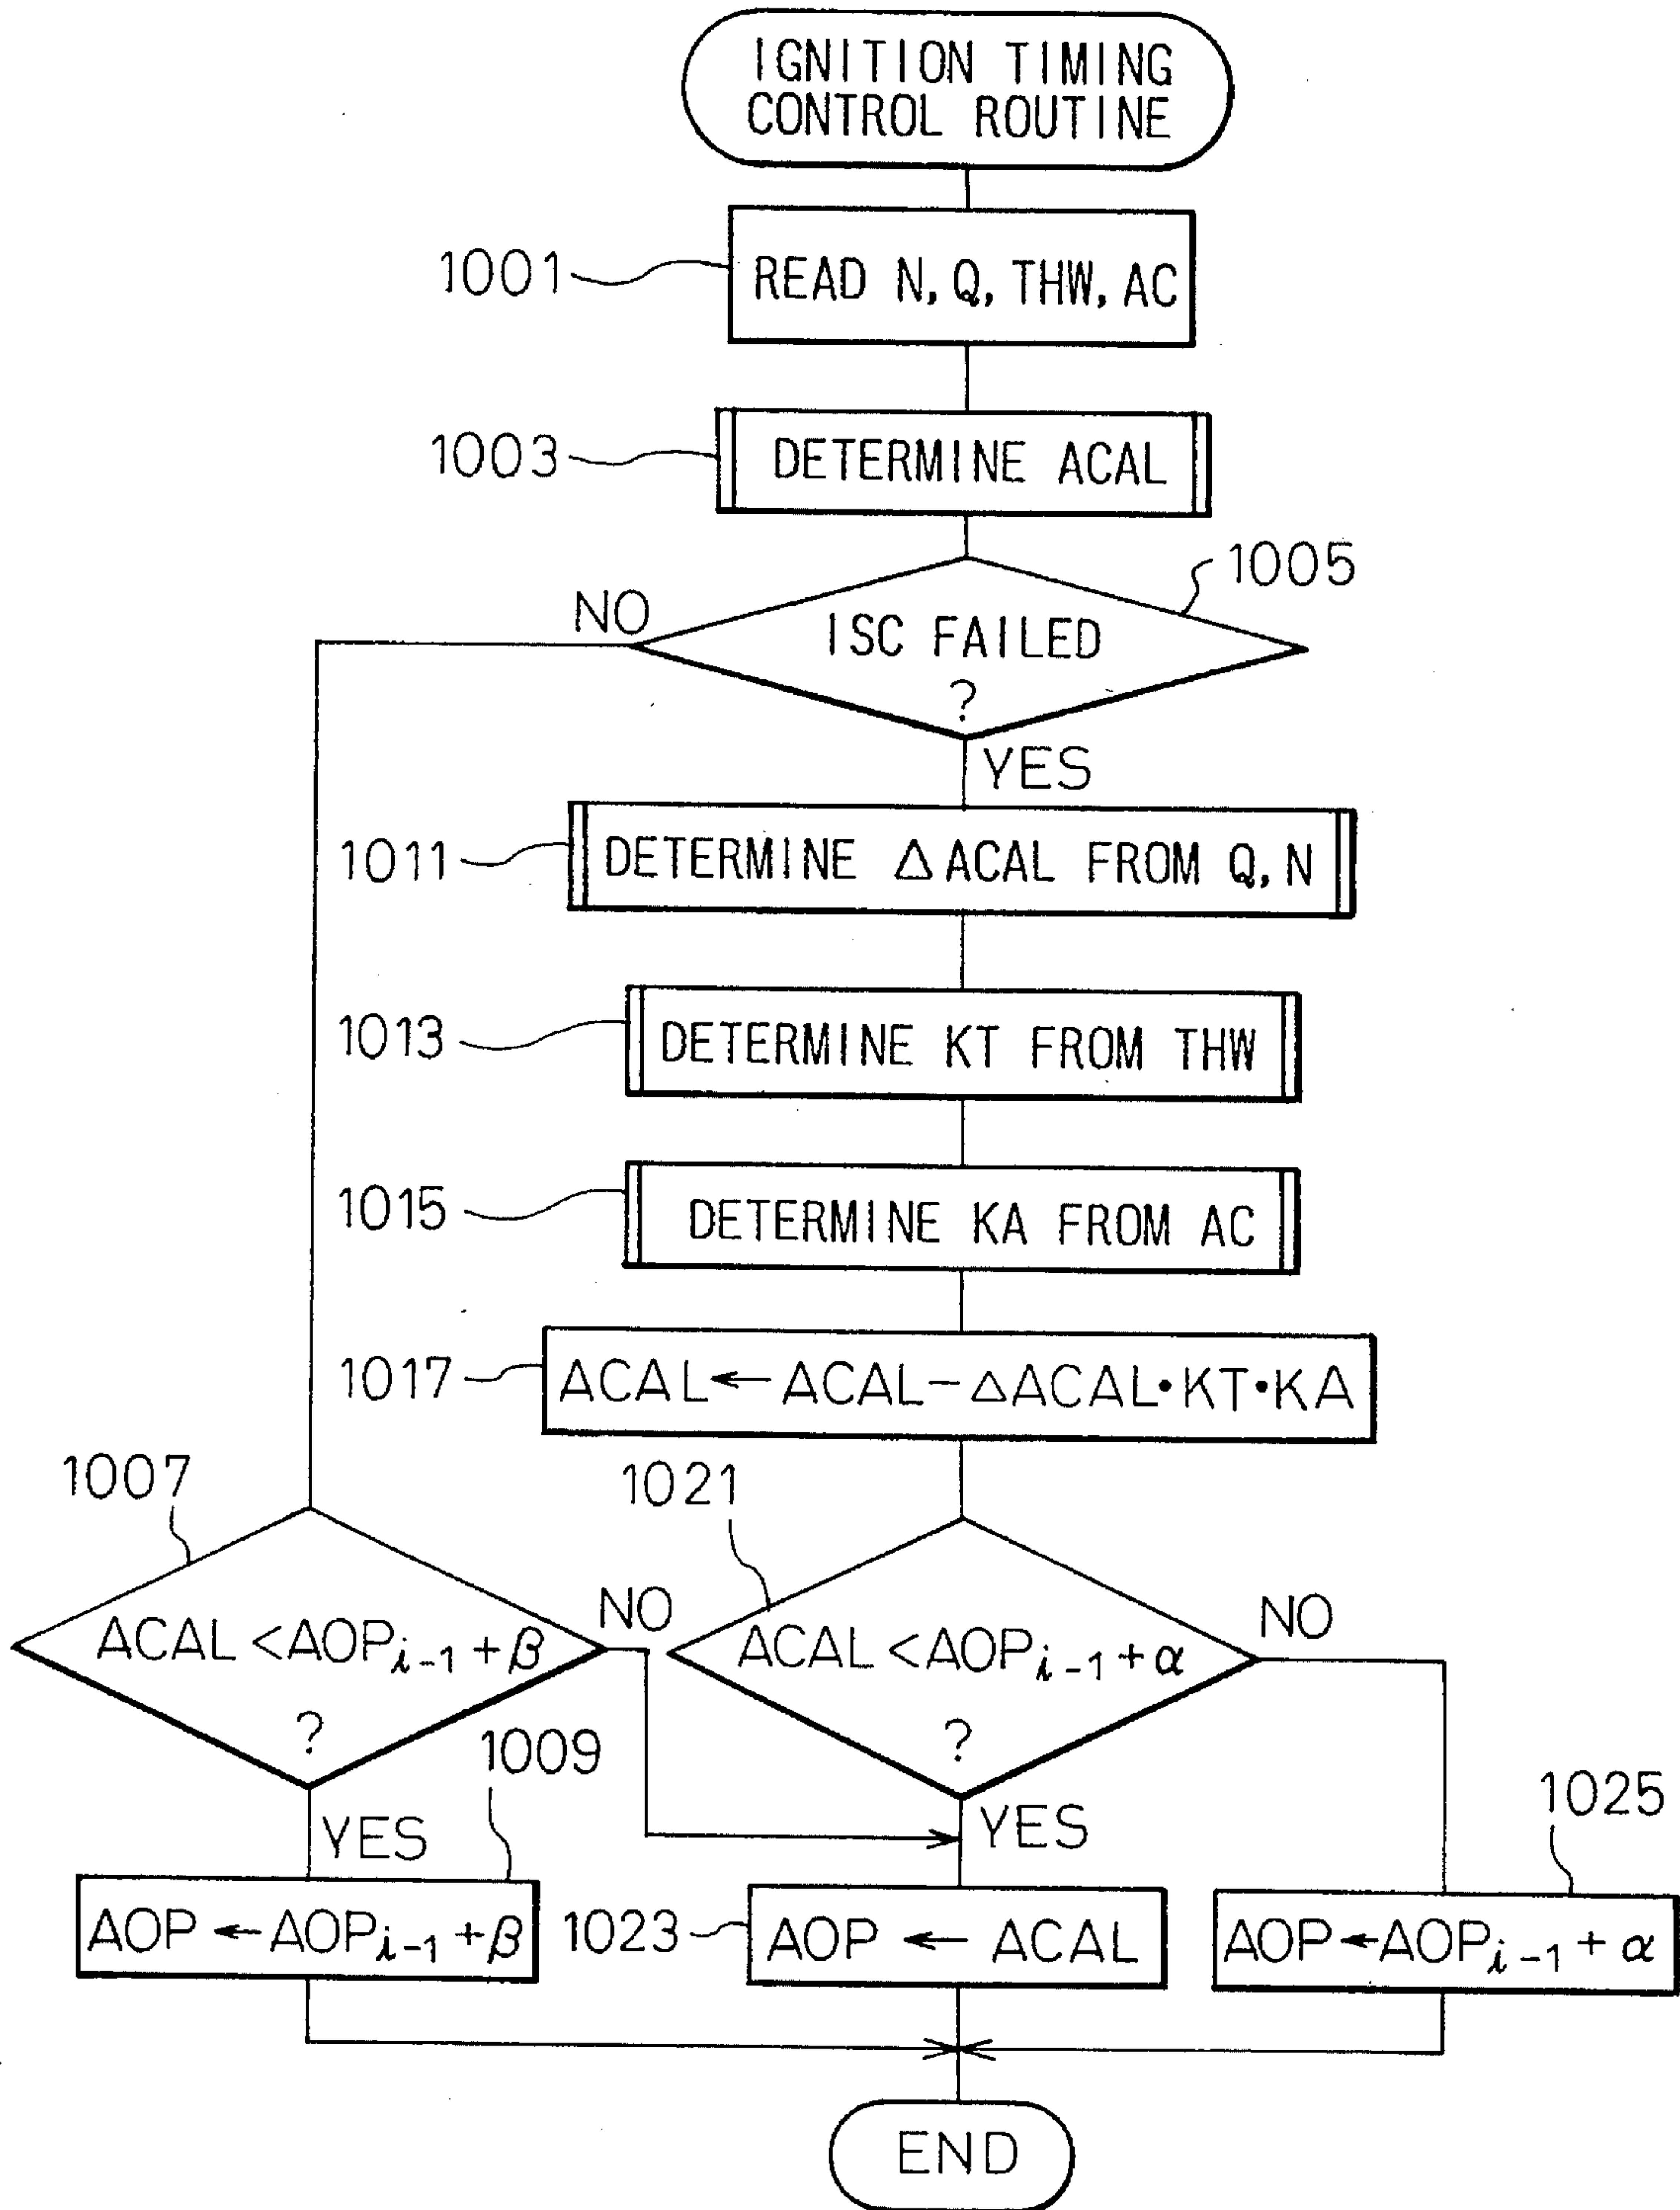 IGNITION TIMING
CONTROL ROUTINE
1001
READ N, Q, THW, AC
1003
DETERMINE ACAL
1005
NO
ISC FAILED
?
YES
1011
DETERMINE △ACAL FROM Q, N
1013
DETERMINE KT FROM THW
1015
DETERMINE KA FROM AC
1017
ACAL←ACAL−△ACAL•KT•KA
1007
1021
ACAL<AOPi−1+β
?
NO
ACAL<AOPi−1+α
?
NO
YES
1009
YES
1025
AOP←AOPi−1+β
1023
AOP ← ACAL
AOP←AOPi−1+α
END